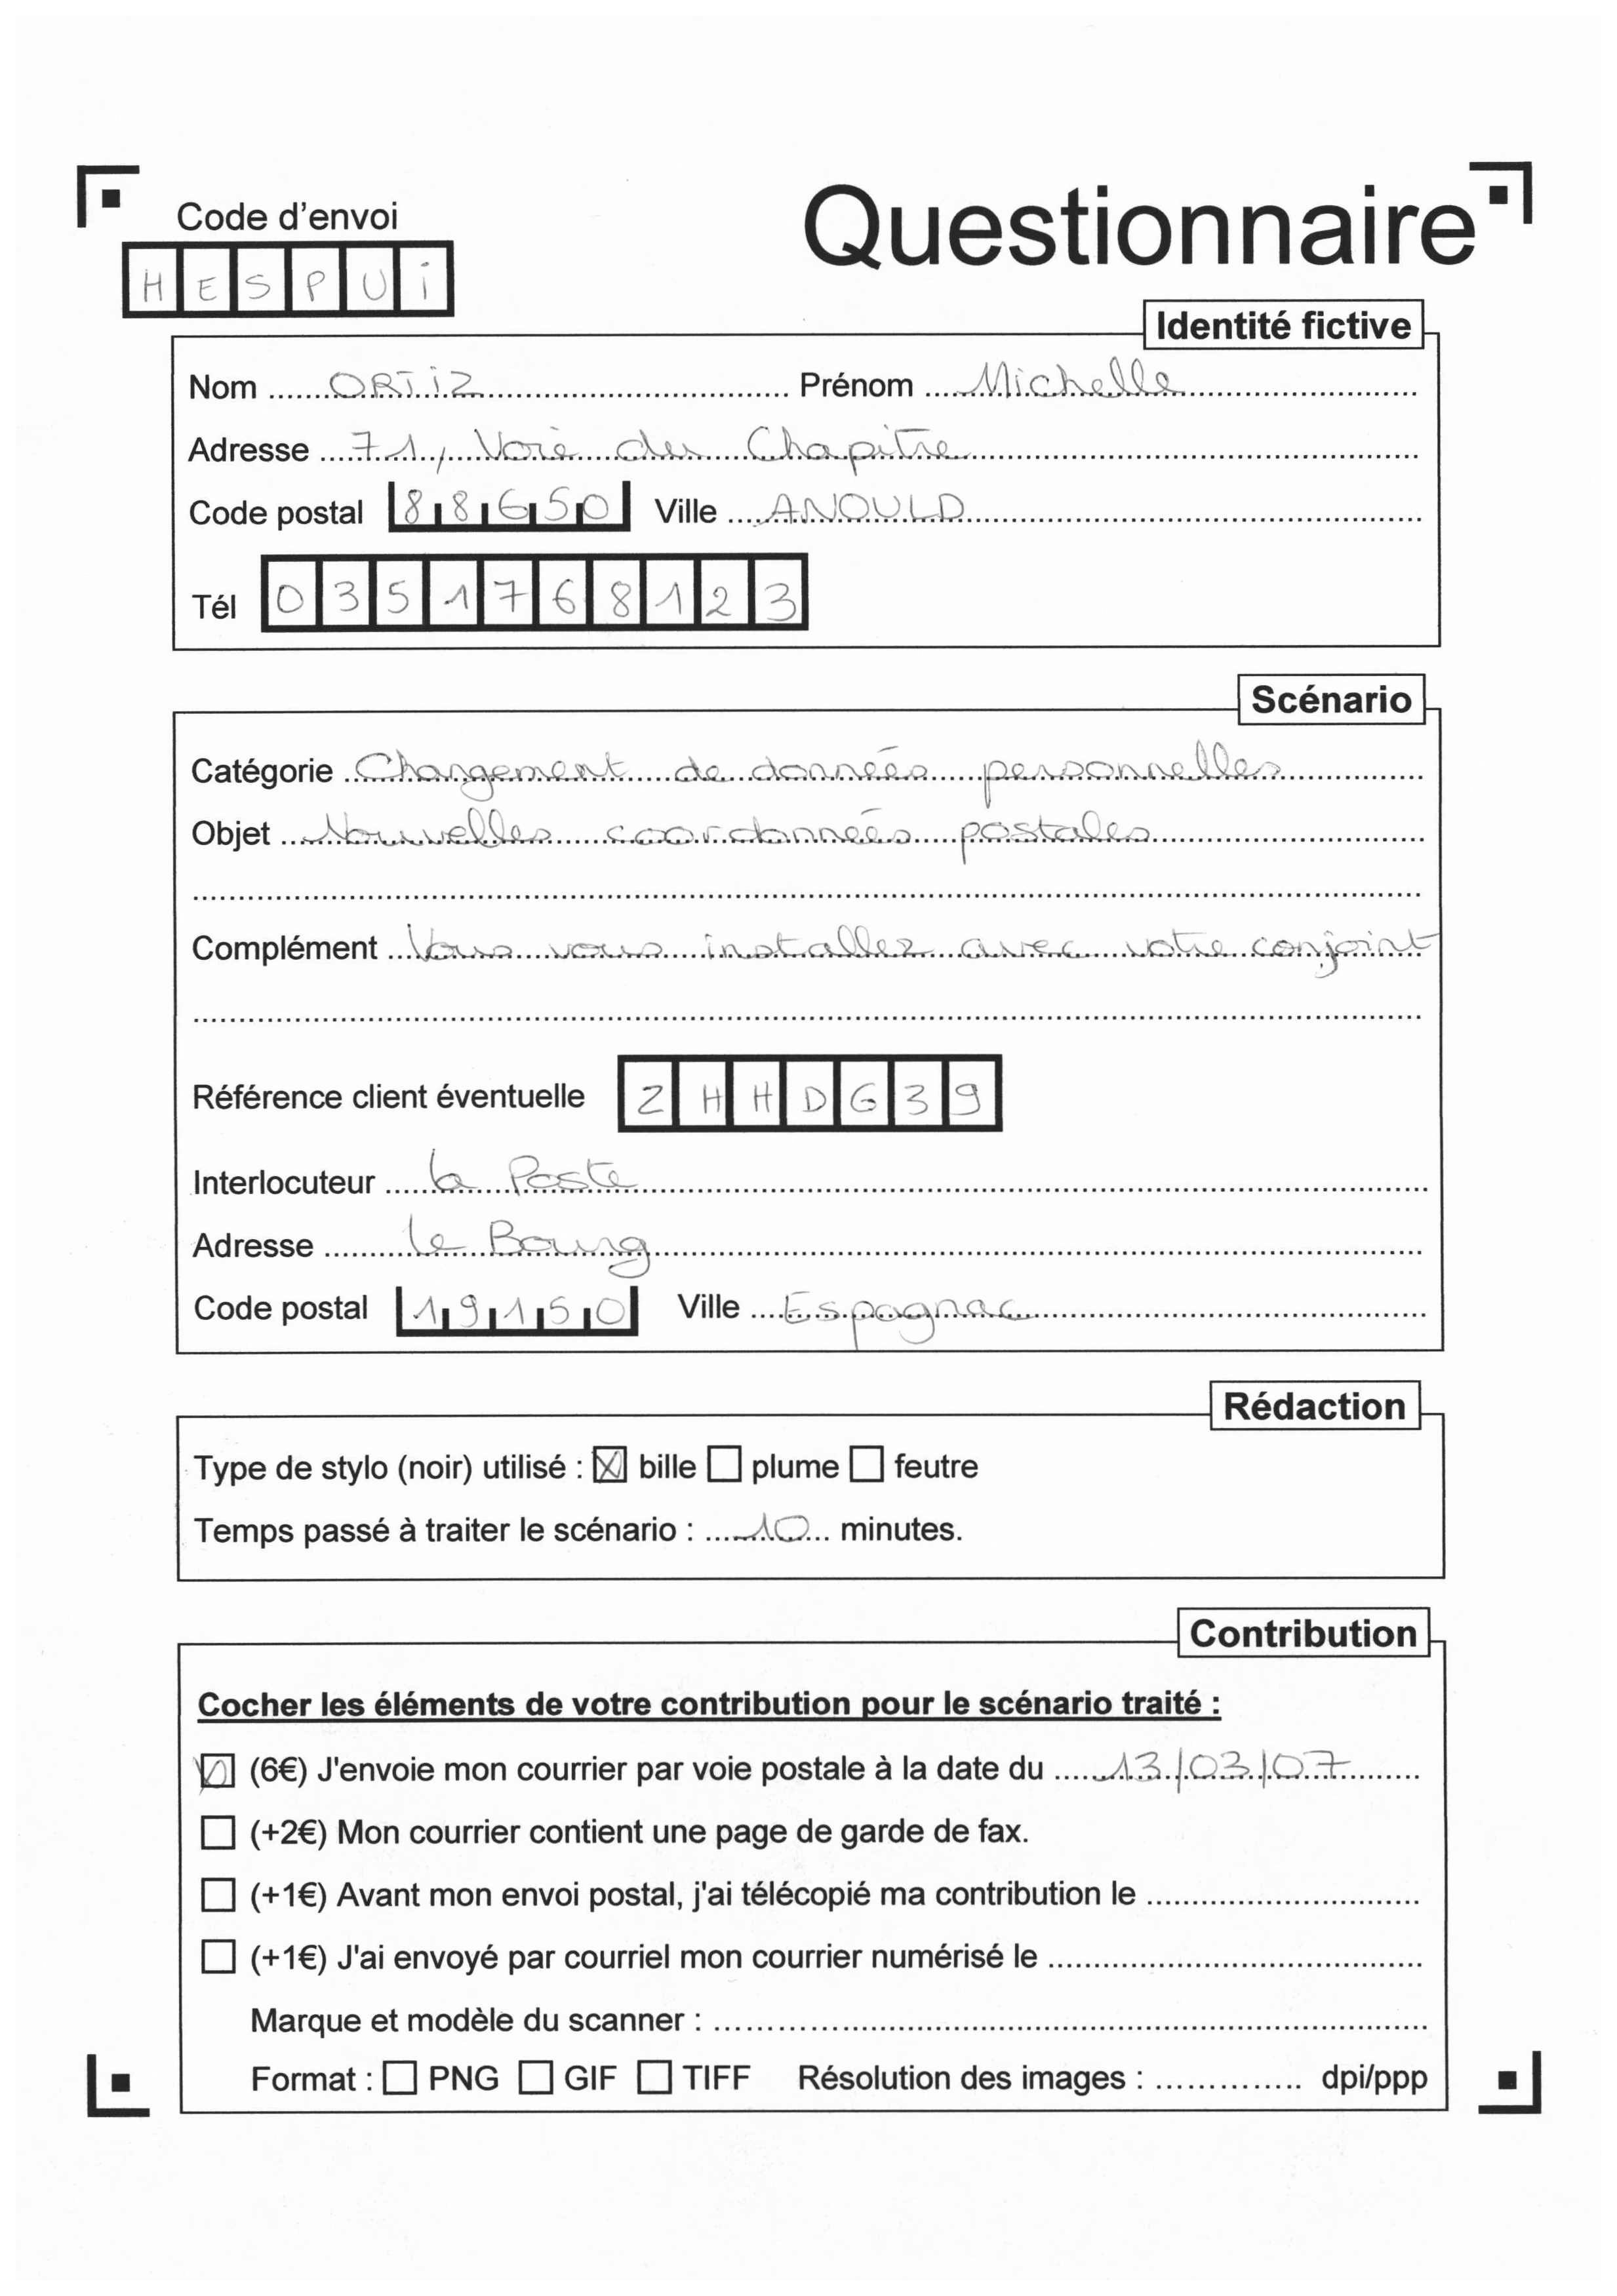 Code d'envoi
HESPUi
Questionnaire
Identité fictive
Nom ORTiZ Prénom Michelle
Adresse 71, Voie du Chapitre
Code postal 88650 Ville ANOULD
Tél 0351768123
Scénario
Catégorie Changement de données personnelles
Objet Nouvelles coordonnées postales
Complément Vous vous installez avec votre conjoint
Référence client éventuelle ZHHDG39
Interlocuteur la Poste
Adresse le Bourg
Code postal 19150 Ville Espagnac
Rédaction
Type de stylo (noir) utilisé : ☒ bille ☐ plume ☐ feutre
Temps passé à traiter le scénario : 10 minutes.
Contribution
Cocher les éléments de votre contribution pour le scénario traité :
☒ (6€) J'envoie mon courrier par voie postale à la date du 13/03/07
☐ (+2€) Mon courrier contient une page de garde de fax.
☐ (+1€) Avant mon envoi postal, j'ai télécopié ma contribution le
☐ (+1€) J'ai envoyé par courriel mon courrier numérisé le
Marque et modèle du scanner :
Format : ☐ PNG ☐ GIF ☐ TIFF Résolution des images : dpi/ppp